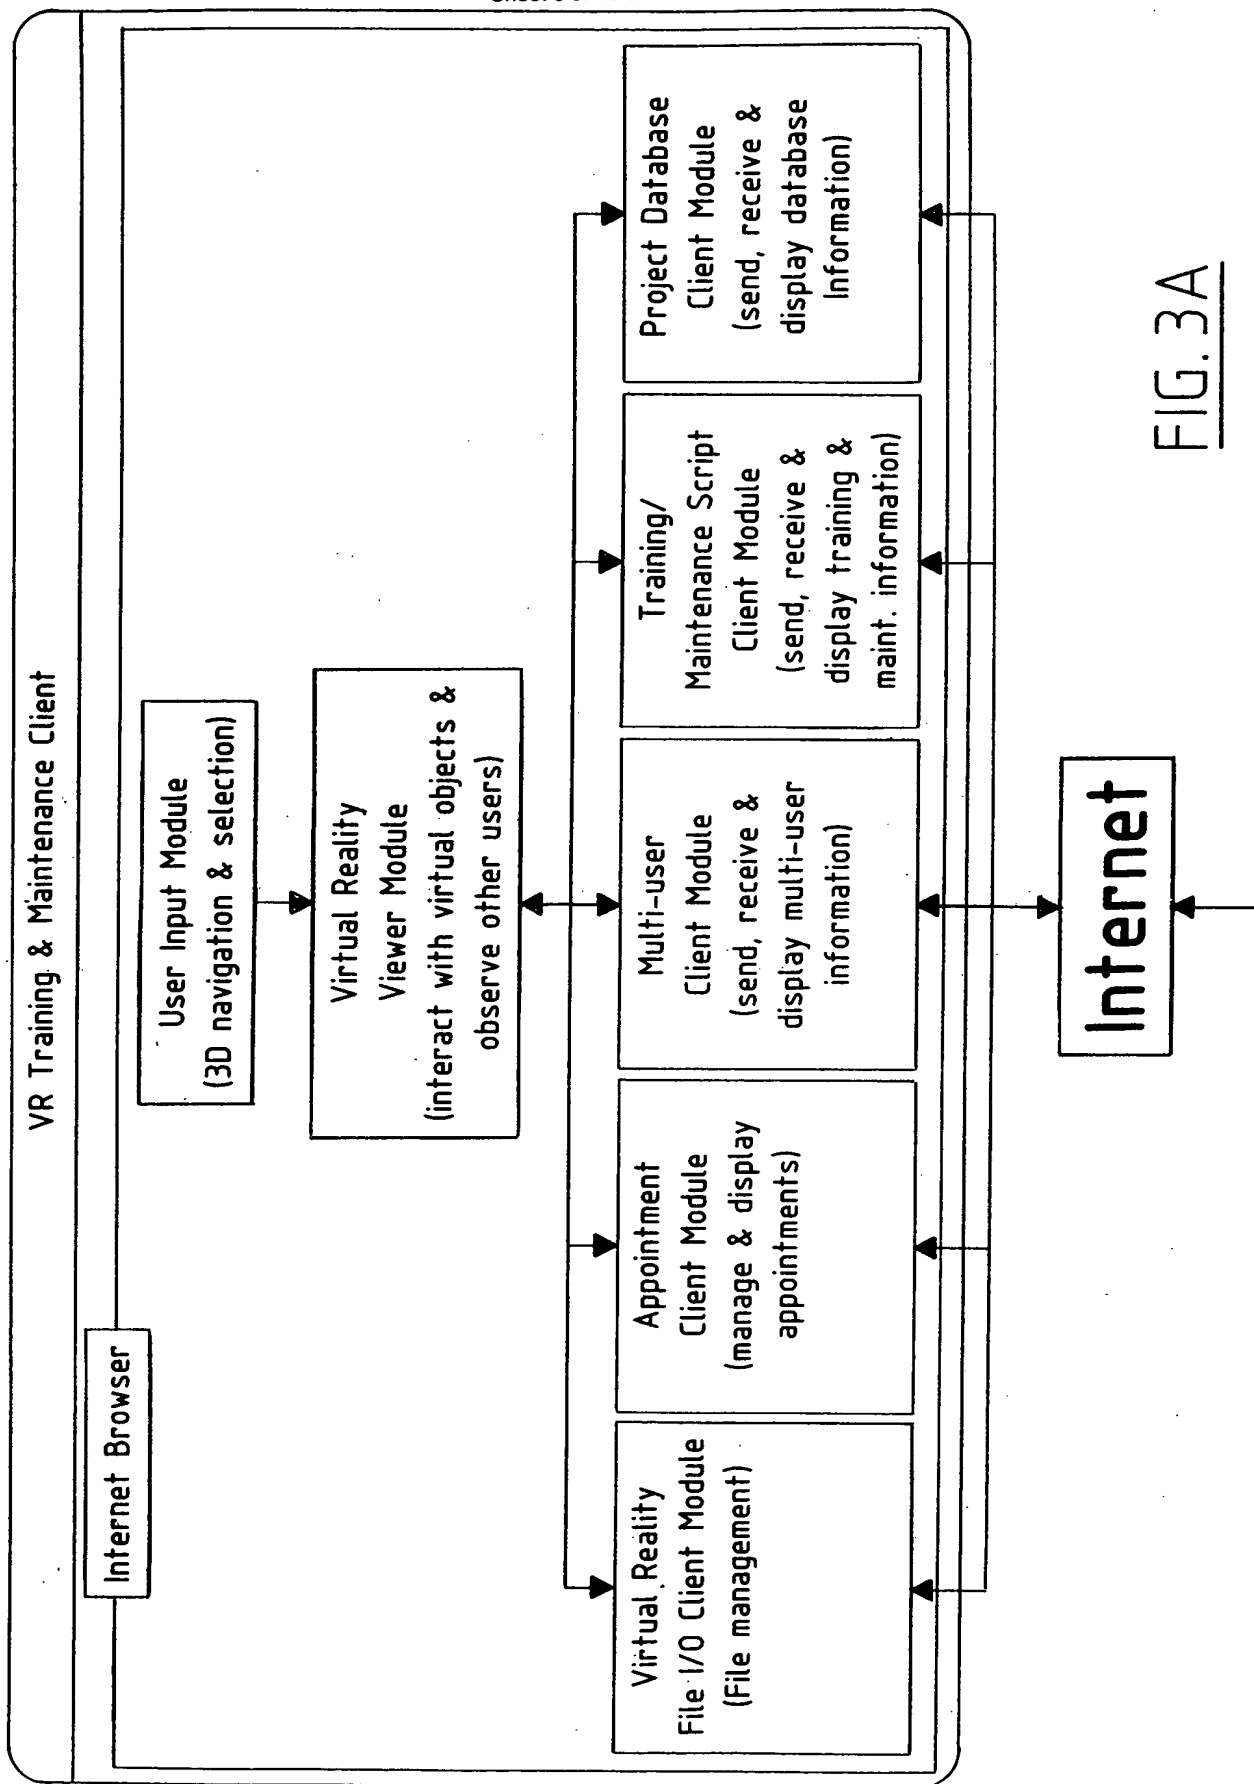 VR Training & Maintenance Client
Internet Browser
User Input Module
(3D navigation & selection)
Virtual Reality
Viewer Module
(interact with virtual objects &
observe other users)
Virtual Reality
File I/O Client Module
(File management)
Appointment
Client Module
(manage & display
appointments)
Multi-user
Client Module
(send, receive &
display multi-user
information)
Training/
Maintenance Script
Client Module
(send, receive &
display training &
maint. information)
Project Database
Client Module
(send, receive &
display database
Information)
Internet
FIG. 3A